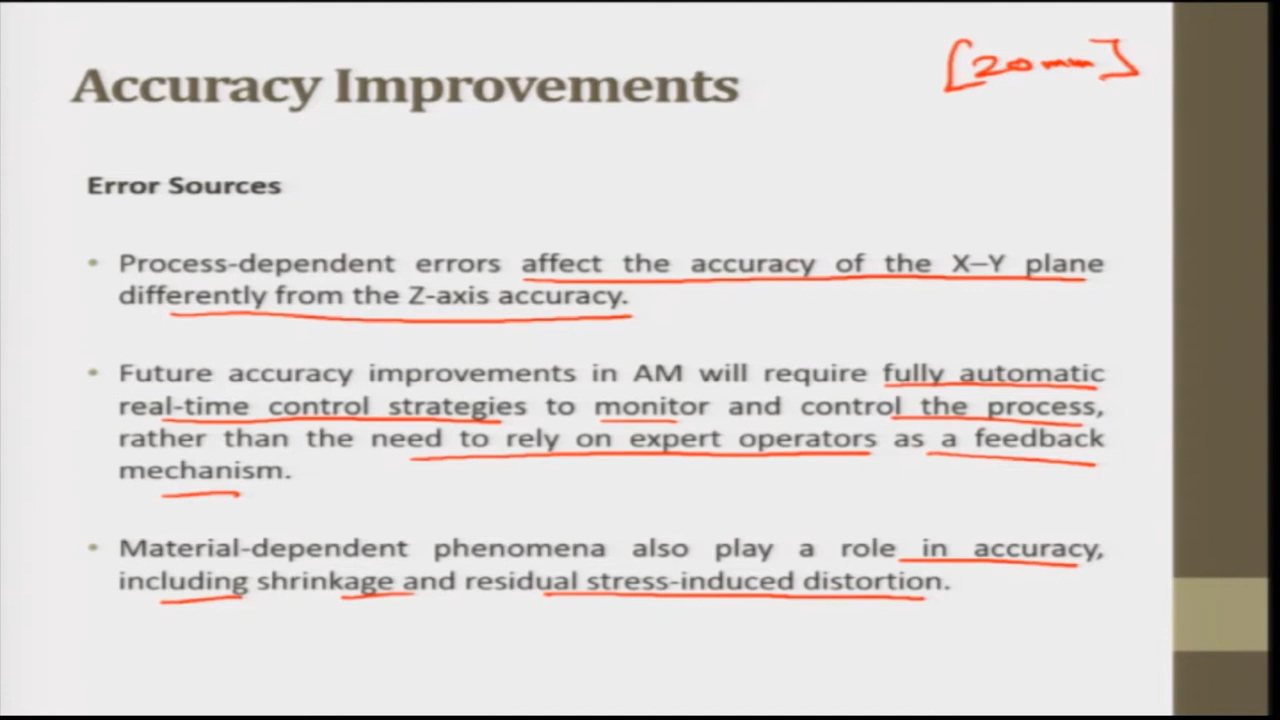 [20mm]
Accuracy Improvements
Error Sources
• Process-dependent errors affect the accuracy of the X–Y plane
differently from the Z-axis accuracy.
• Future accuracy improvements in AM will require fully automatic
real-time control strategies to monitor and control the process,
rather than the need to rely on expert operators as a feedback
mechanism.
• Material-dependent phenomena also play a role in accuracy,
including shrinkage and residual stress-induced distortion.